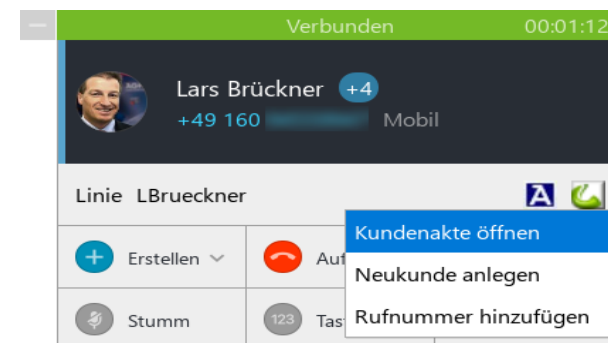 Verbunden 00:01:12
Lars Brückner +4
+49 160 Mobil
Linie LBrueckner
Kundenakte öffnen
Erstellen
Neukunde anlegen
Stumm 123
Rufnummer hinzufügen